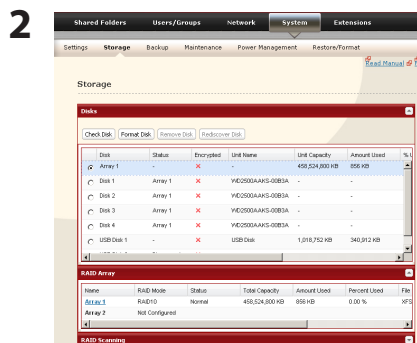 2
Shared Folders Users/Groups Network System Extensions
Settings Storage Backup Maintenance Power Management Restore/Format
Read Manual
Storage
Disks
Check Disk Format Disk Remove Disk Rediscover Disk
Disk Status Encrypted Unit Name Unit Capacity Amount Used % U
Array 1 - - 458,524,800 KB 856 KB
Disk 1 Array 1 WD2500AAKS-00B3A - -
Disk 2 Array 1 WD2500AAKS-00B3A - -
Disk 3 Array 1 WD2500AAKS-00B3A - -
Disk 4 Array 1 WD2500AAKS-00B3A - -
USB Disk 1 - USB Disk 1,018,752 KB 340,912 KB
RAID Array
Name RAID Mode Status Total Capacity Amount Used Percent Used File
Array 1 RAID10 Normal 458,524,800 KB 856 KB 0.00 % XFS
Array 2 Not Configured
RAID Scanning